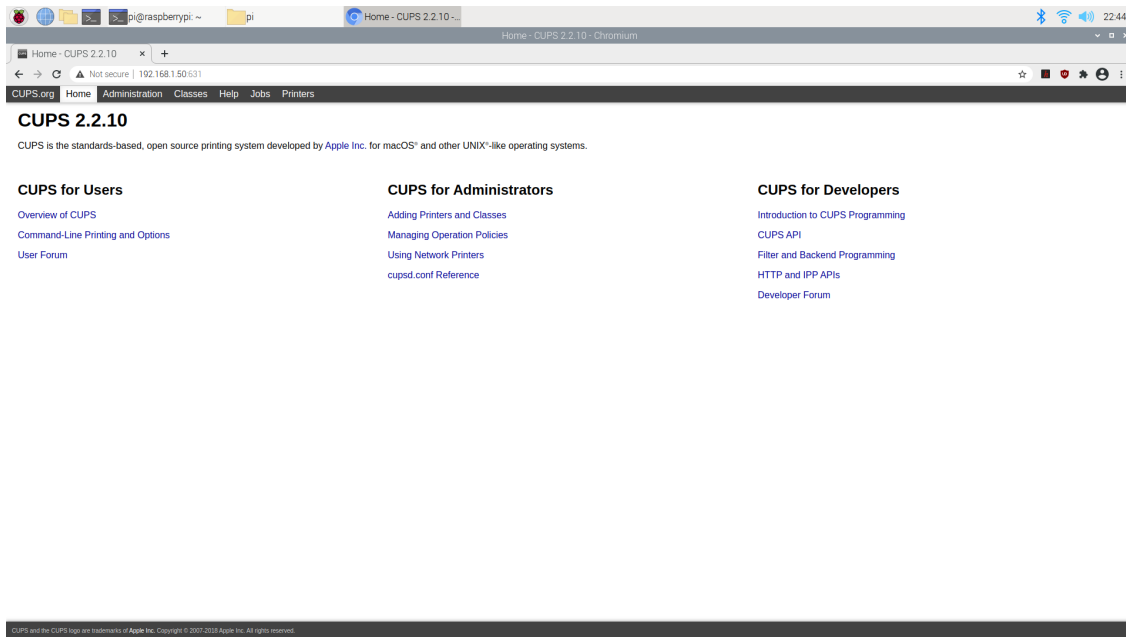 pi@raspberrypi: ~
pi
Home - CUPS 2.2.10 -...
22:44
Home - CUPS 2.2.10 - Chromium
Home - CUPS 2.2.10
Not secure | 192.168.1.50:631
CUPS.org Home Administration Classes Help Jobs Printers
CUPS 2.2.10
CUPS is the standards-based, open source printing system developed by Apple Inc. for macOS® and other UNIX®-like operating systems.
CUPS for Users
Overview of CUPS
Command-Line Printing and Options
User Forum
CUPS for Administrators
Adding Printers and Classes
Managing Operation Policies
Using Network Printers
cupsd.conf Reference
CUPS for Developers
Introduction to CUPS Programming
CUPS API
Filter and Backend Programming
HTTP and IPP APIs
Developer Forum
CUPS and the CUPS logo are trademarks of Apple Inc. Copyright © 2007-2018 Apple Inc. All rights reserved.